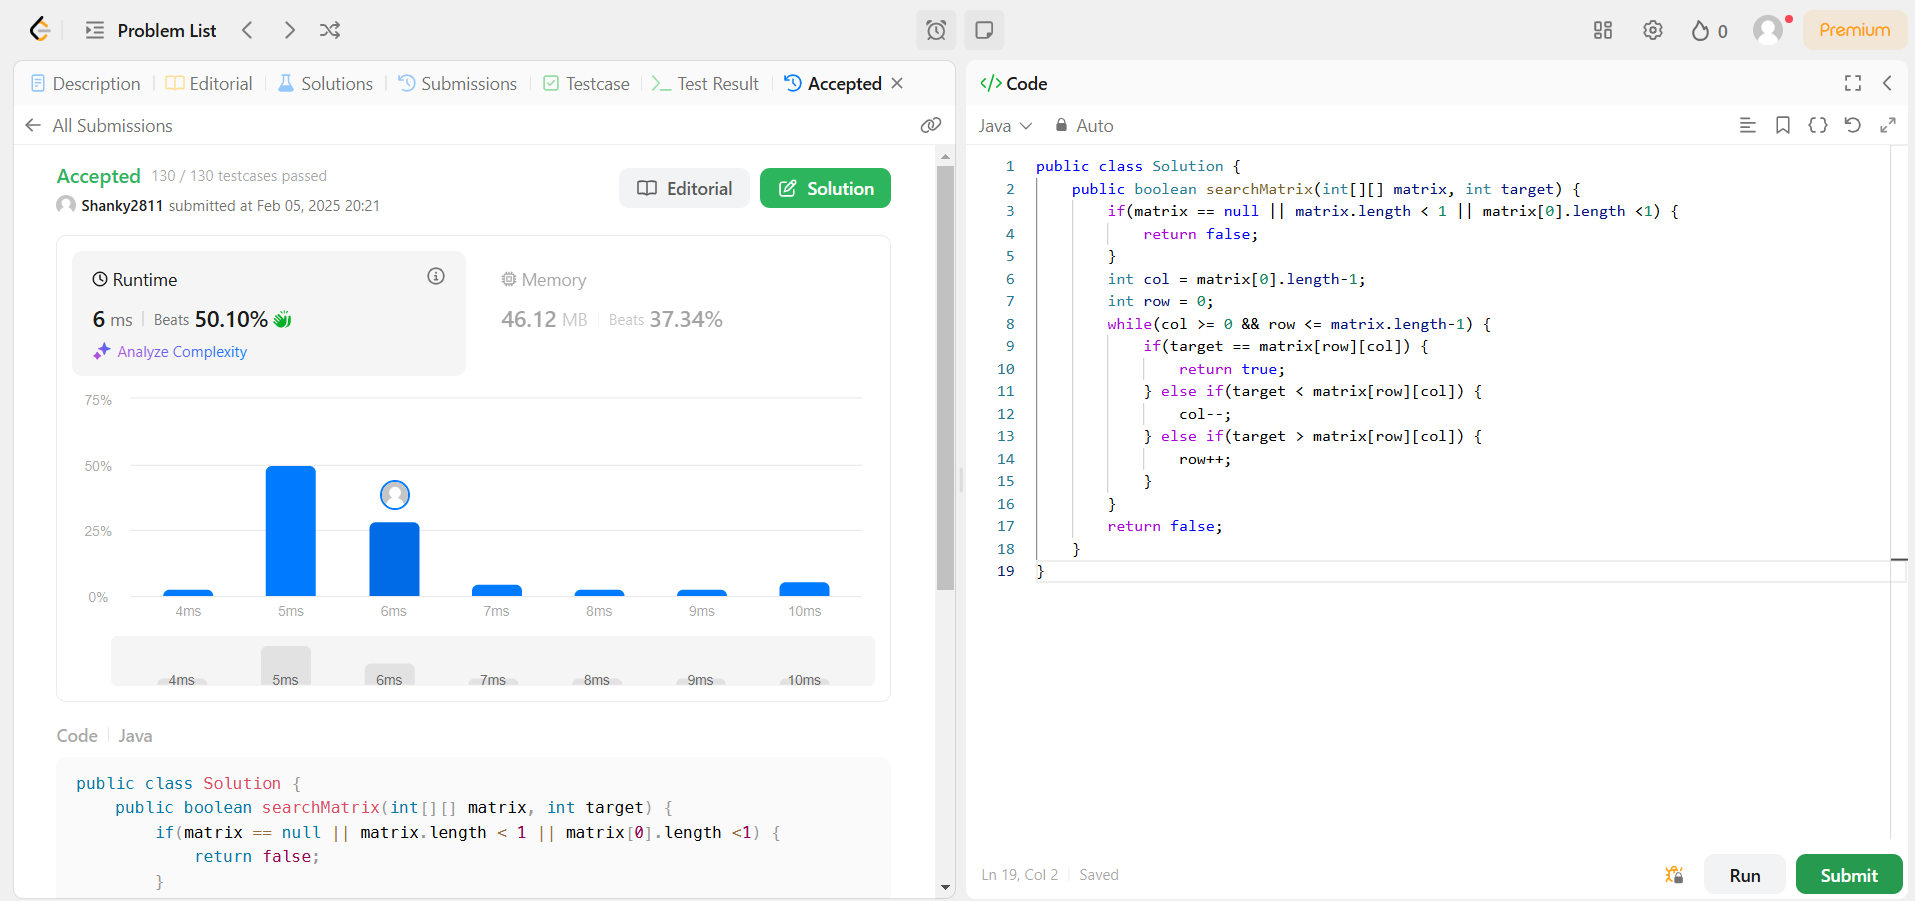 Problem List
0
Premium
Description
Editorial
Solutions
Submissions
Testcase
Test Result
Accepted
All Submissions
Accepted 130 / 130 testcases passed
Shanky2811 submitted at Feb 05, 2025 20:21
Editorial
Solution
Runtime
6 ms Beats 50.10%
Analyze Complexity
Memory
46.12 MB Beats 37.34%
75%
50%
25%
0%
4ms 5ms 6ms 7ms 8ms 9ms 10ms
4ms 5ms 6ms 7ms 8ms 9ms 10ms
Code Java
public class Solution {
    public boolean searchMatrix(int[][] matrix, int target) {
        if(matrix == null || matrix.length < 1 || matrix[0].length <1) {
            return false;
        }
</> Code
Java Auto
1 public class Solution {
2     public boolean searchMatrix(int[][] matrix, int target) {
3         if(matrix == null || matrix.length < 1 || matrix[0].length <1) {
4             return false;
5         }
6         int col = matrix[0].length-1;
7         int row = 0;
8         while(col >= 0 && row <= matrix.length-1) {
9             if(target == matrix[row][col]) {
10                 return true;
11             } else if(target < matrix[row][col]) {
12                 col--;
13             } else if(target > matrix[row][col]) {
14                 row++;
15             }
16         }
17         return false;
18     }
19 }
Ln 19, Col 2 Saved
Run
Submit